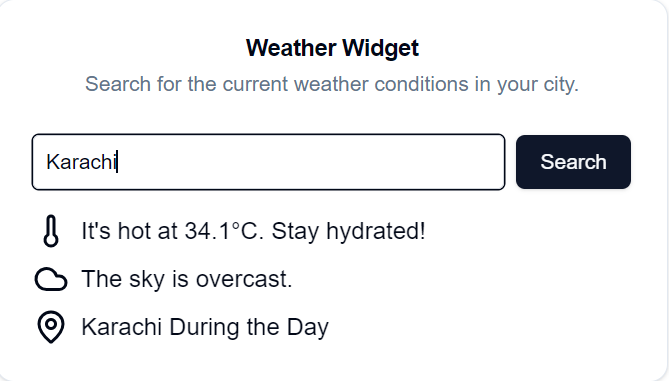 Weather Widget
Search for the current weather conditions in your city.
Karachi
Search
It's hot at 34.1°C. Stay hydrated!
The sky is overcast.
Karachi During the Day